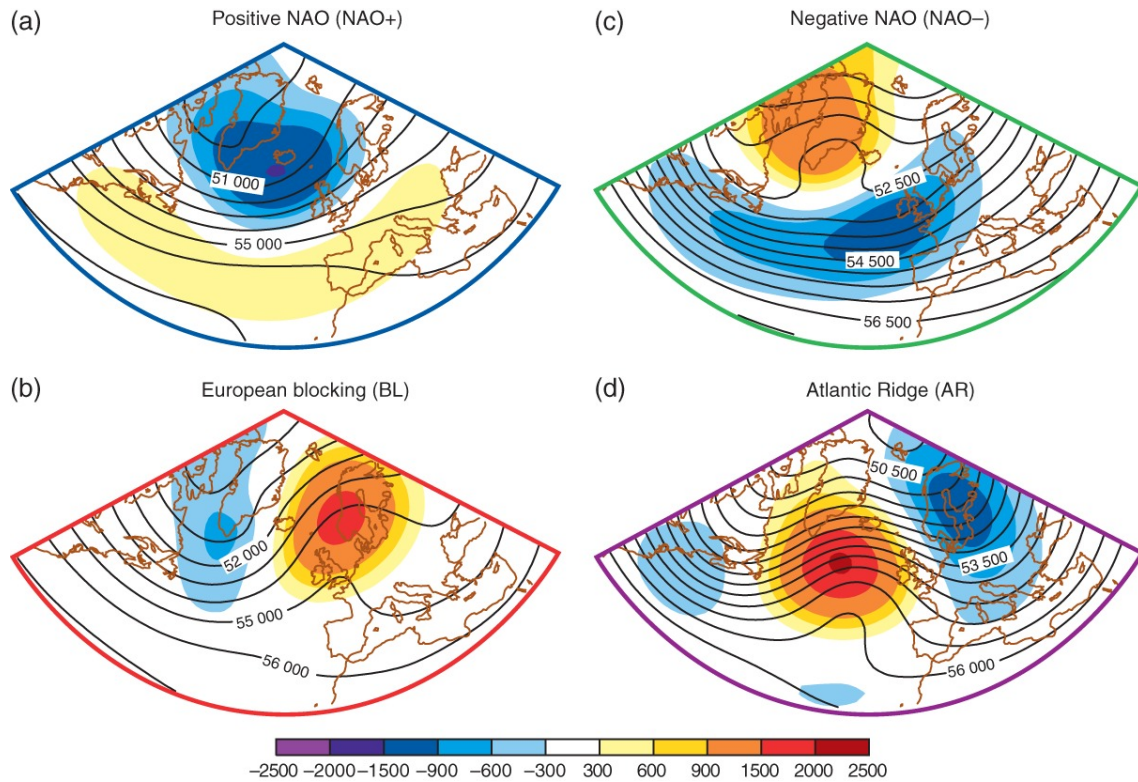 (a) Positive NAO (NAO+)
51 000
55 000
(c) Negative NAO (NAO–)
52 500
54 500
56 500
(b) European blocking (BL)
52 000
55 000
56 000
(d) Atlantic Ridge (AR)
50 500
53 500
56 000
–2500 –2000 –1500 –900 –600 –300 300 600 900 1500 2000 2500